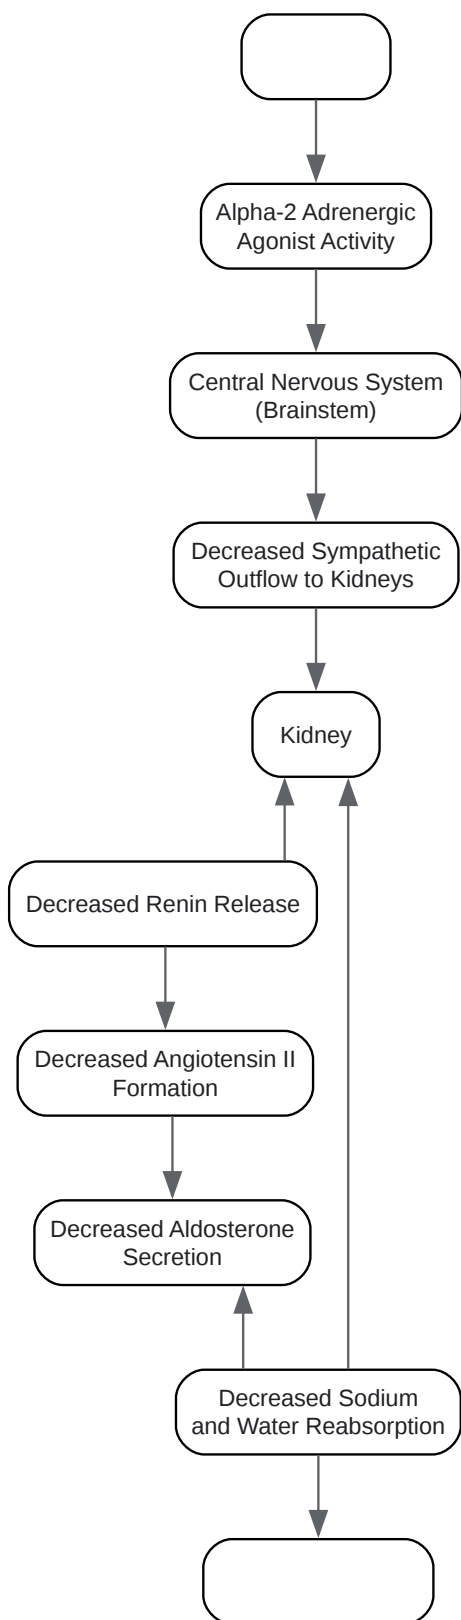 Alpha-2 Adrenergic
Agonist Activity
Central Nervous System
(Brainstem)
Decreased Sympathetic
Outflow to Kidneys
Kidney
Decreased Renin Release
Decreased Angiotensin II
Formation
Decreased Aldosterone
Secretion
Decreased Sodium
and Water Reabsorption